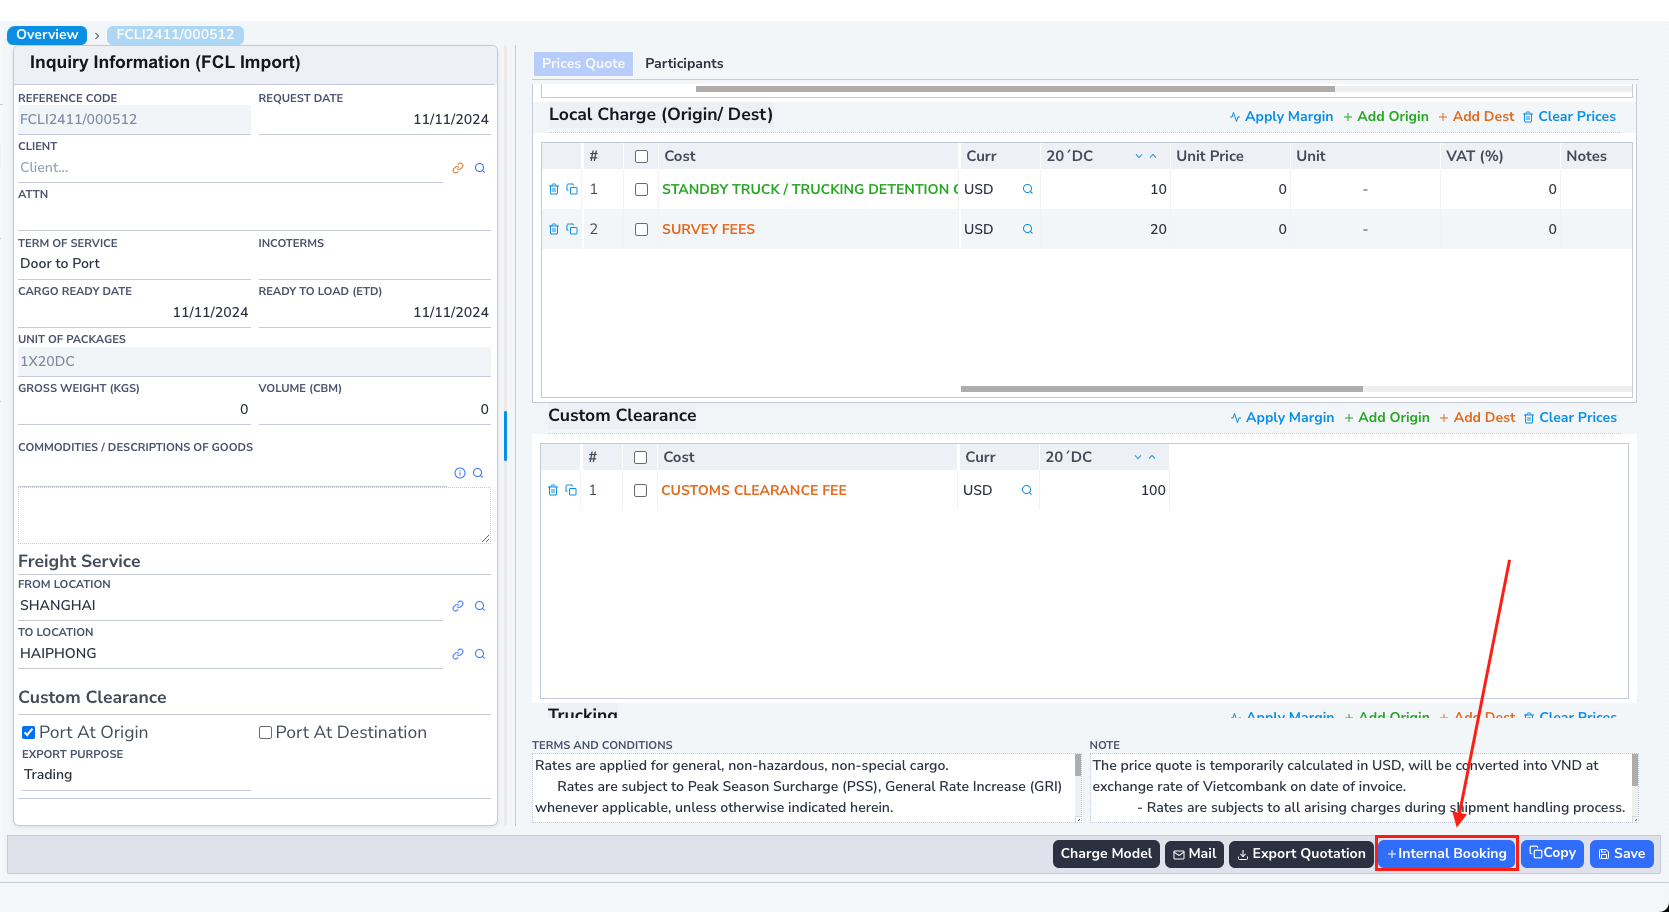 Overview > FCLI2411/000512
Inquiry Information (FCL Import)
REFERENCE CODE REQUEST DATE
FCLI2411/000512 11/11/2024
CLIENT
Client...
ATTN
TERM OF SERVICE INCOTERMS
Door to Port
CARGO READY DATE READY TO LOAD (ETD)
11/11/2024 11/11/2024
UNIT OF PACKAGES
1X20DC
GROSS WEIGHT (KGS) VOLUME (CBM)
0 0
COMMODITIES / DESCRIPTIONS OF GOODS
Freight Service
FROM LOCATION
SHANGHAI
TO LOCATION
HAIPHONG
Custom Clearance
Port At Origin Port At Destination
EXPORT PURPOSE
Trading
Prices Quote Participants
Local Charge (Origin/ Dest) Apply Margin + Add Origin + Add Dest Clear Prices
# Cost Curr 20´DC Unit Price Unit VAT (%) Notes
1 STANDBY TRUCK / TRUCKING DETENTION USD 10 0 - 0
2 SURVEY FEES USD 20 0 - 0
Custom Clearance Apply Margin + Add Origin + Add Dest Clear Prices
# Cost Curr 20´DC
1 CUSTOMS CLEARANCE FEE USD 100
Trucking Apply Margin + Add Origin + Add Dest Clear Prices
TERMS AND CONDITIONS
Rates are applied for general, non-hazardous, non-special cargo.
Rates are subject to Peak Season Surcharge (PSS), General Rate Increase (GRI)
whenever applicable, unless otherwise indicated herein.
NOTE
The price quote is temporarily calculated in USD, will be converted into VND at
exchange rate of Vietcombank on date of invoice.
- Rates are subjects to all arising charges during shipment handling process.
Charge Model Mail Export Quotation +Internal Booking Copy Save